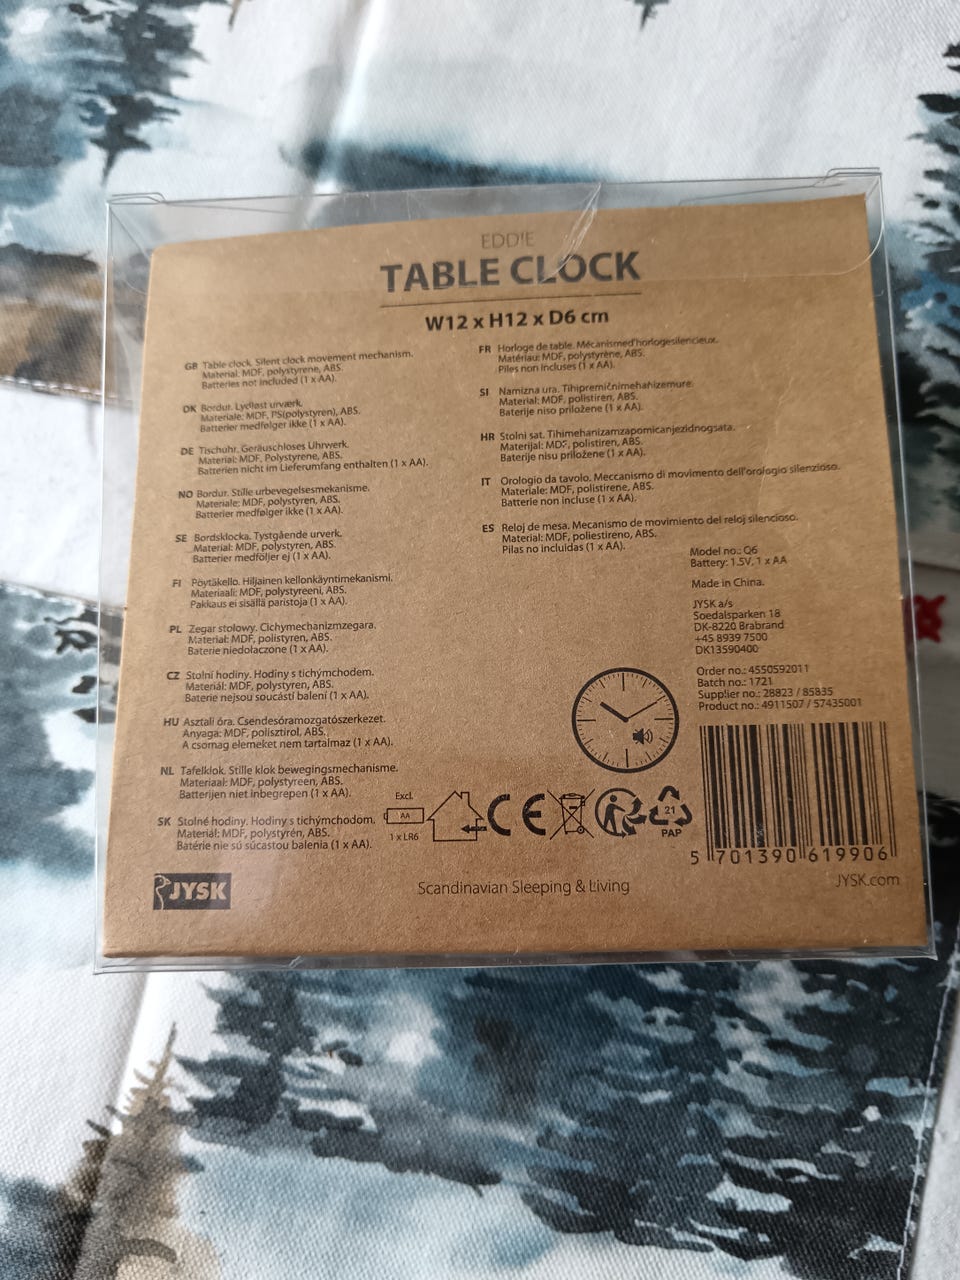 EDDIE
TABLE CLOCK
W12 x H12 x D6 cm
GB Table clock. Silent clock movement mechanism.
Material: MDF, polystyrene, ABS.
Batteries not included (1 x AA).
DK Bordur. Lydløst urværk.
Materiale: MDF, PS(polystyren), ABS.
Batterier medfølger ikke (1 x AA).
DE Tischuhr. Geräuschloses Uhrwerk.
Material: MDF, Polystyrene, ABS.
Batterien nicht im Lieferumfang enthalten (1 x AA).
NO Bordur. Stille urbevegelsesmekanisme.
Materiale: MDF, polystyren, ABS.
Batterier medfølger ikke (1 x AA).
SE Bordsklocka. Tystgående urverk.
Material: MDF, polystyren, ABS.
Batterier medföljer ej (1 x AA).
FI Pöytäkello. Hiljainen kellonkäyntimekanismi.
Materiaali: MDF, polystyreeni, ABS.
Pakkaus ei sisällä paristoja (1 x AA).
PL Zegar stołowy. Cichymechanizmzegara.
Materiał: MDF, polistyren, ABS.
Baterie niedołączone (1 x AA).
CZ Stolní hodiny. Hodiny s tichýmchodem.
Materiál: MDF, polystyren, ABS.
Baterie nejsou součástí balení (1 x AA).
HU Asztali óra. Csendesóramozgatószerkezet.
Anyaga: MDF, polisztirol, ABS.
A csomag elemeket nem tartalmaz (1 x AA).
NL Tafelklok. Stille klok bewegingsmechanisme.
Materiaal: MDF, polystyreen, ABS.
Batterijen niet inbegrepen (1 x AA).
SK Stolné hodiny. Hodiny s tichýmchodom.
Materiál: MDF, polystyrén, ABS.
Batérie nie sú súcastou balenia (1 x AA).
FR Horloge de table. Mécanismed'horlogesilencieux.
Matériau: MDF, polystyrène, ABS.
Piles non incluses (1 x AA).
SI Namizna ura. Tihipremičnimehanizemure.
Material: MDF, polistiren, ABS.
Baterije niso priložene (1 x AA).
HR Stolni sat. Tihimehanizamzapomicanjezidnogsata.
Materijal: MDF, polistiren, ABS.
Baterije nisu priložene (1 x AA).
IT Orologio da tavolo. Meccanismo di movimento dell'orologio silenzioso.
Materiale: MDF, polistirene, ABS.
Batterie non incluse (1 x AA).
ES Reloj de mesa. Mecanismo de movimiento del reloj silencioso.
Material: MDF, poliestireno, ABS.
Pilas no incluidas (1 x AA).
Model no.: Q6
Battery: 1.5V, 1 x AA
Made in China.
JYSK a/s
Soedalsparken 18
DK-8220 Brabrand
+45 8939 7500
DK13590400
Order no.: 4550592011
Batch no.: 1721
Supplier no.: 28823 / 85835
Product no.: 4911507 / 57435001
Excl.
AA
1 x LR6
CE
21
PAP
5 701390 619906
JYSK
Scandinavian Sleeping & Living
JYSK.com